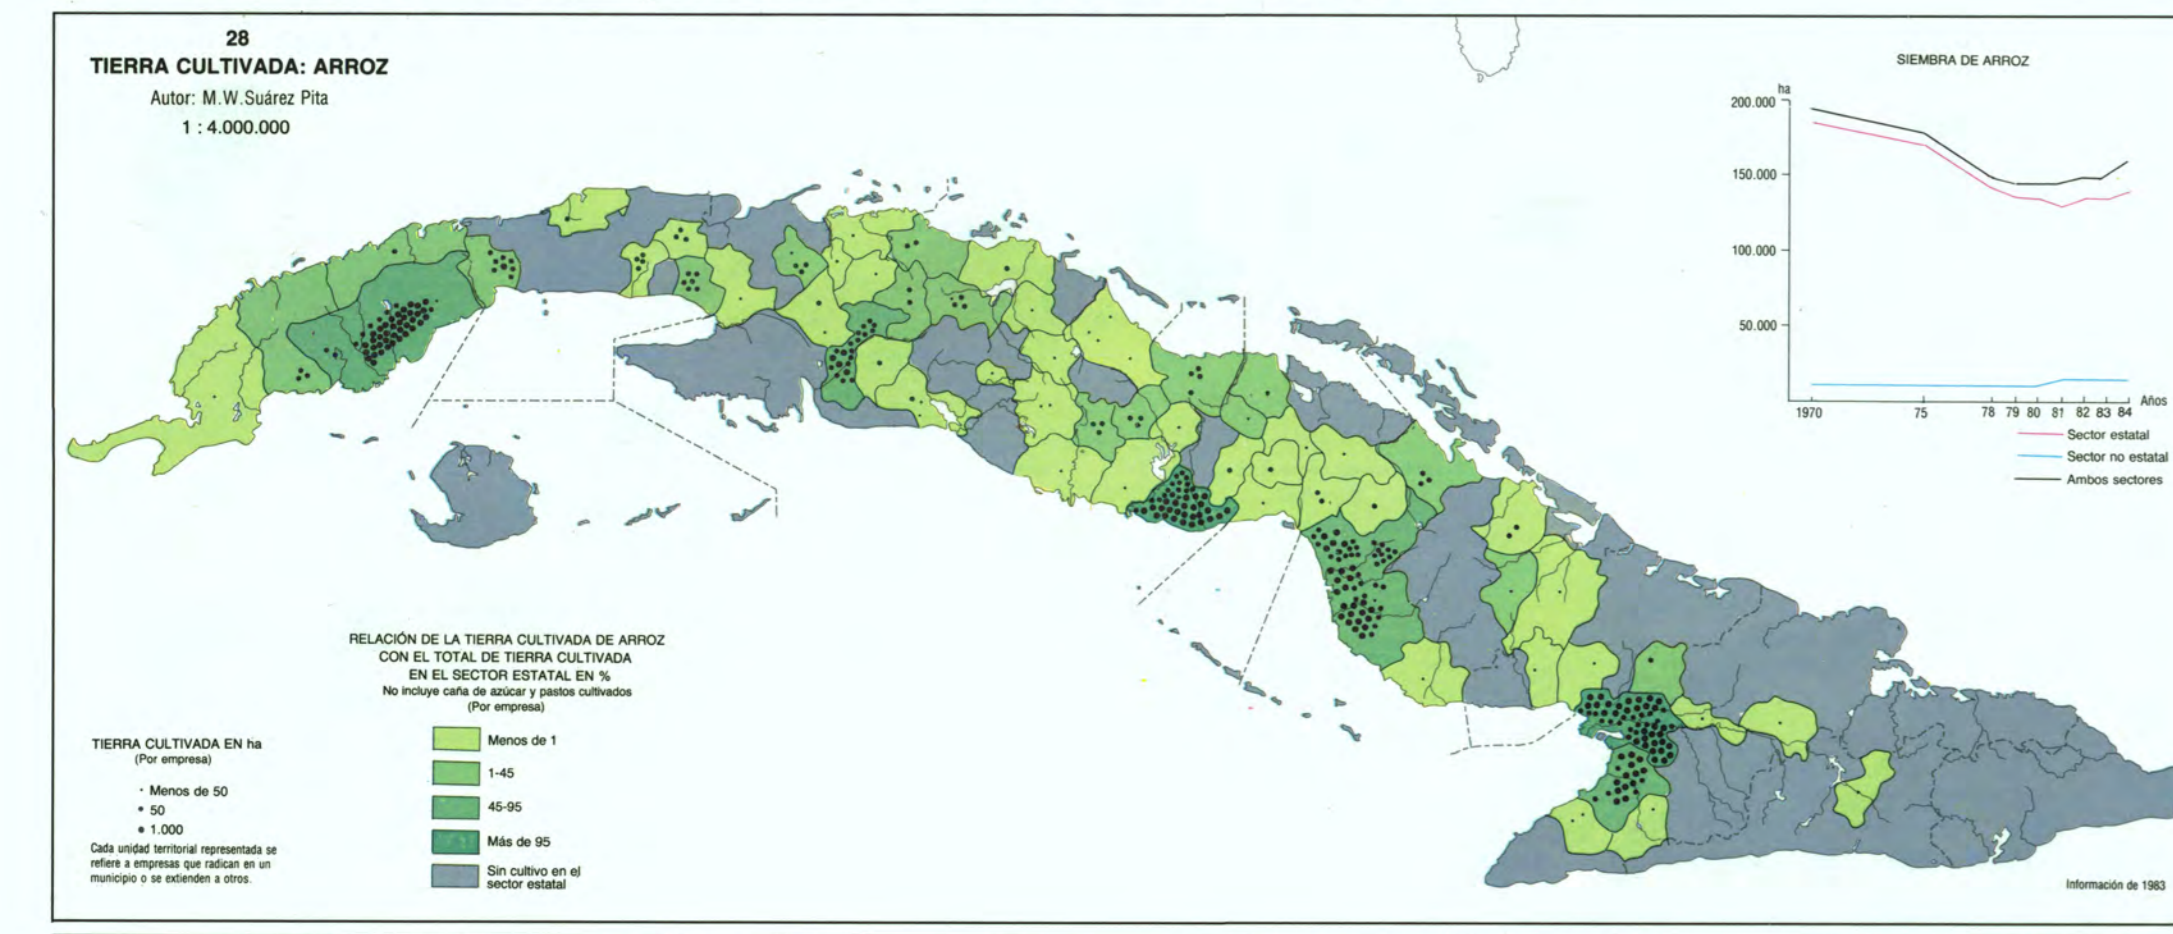 28
TIERRA CULTIVADA: ARROZ
Autor: M.W.Suárez Pita
1 : 4.000.000
SIEMBRA DE ARROZ
ha
200.000
150.000
100.000
50.000
1970 75 78 79 80 81 82 83 84 Años
Sector estatal
Sector no estatal
Ambos sectores
RELACIÓN DE LA TIERRA CULTIVADA DE ARROZ
CON EL TOTAL DE TIERRA CULTIVADA
EN EL SECTOR ESTATAL EN %
No incluye caña de azúcar y pastos cultivados
(Por empresa)
Menos de 1
1-45
45-95
Más de 95
Sin cultivo en el
sector estatal
TIERRA CULTIVADA EN ha
(Por empresa)
Menos de 50
50
1.000
Cada unidad territorial representada se
refiere a empresas que radican en un
municipio o se extienden a otros.
Información de 1983